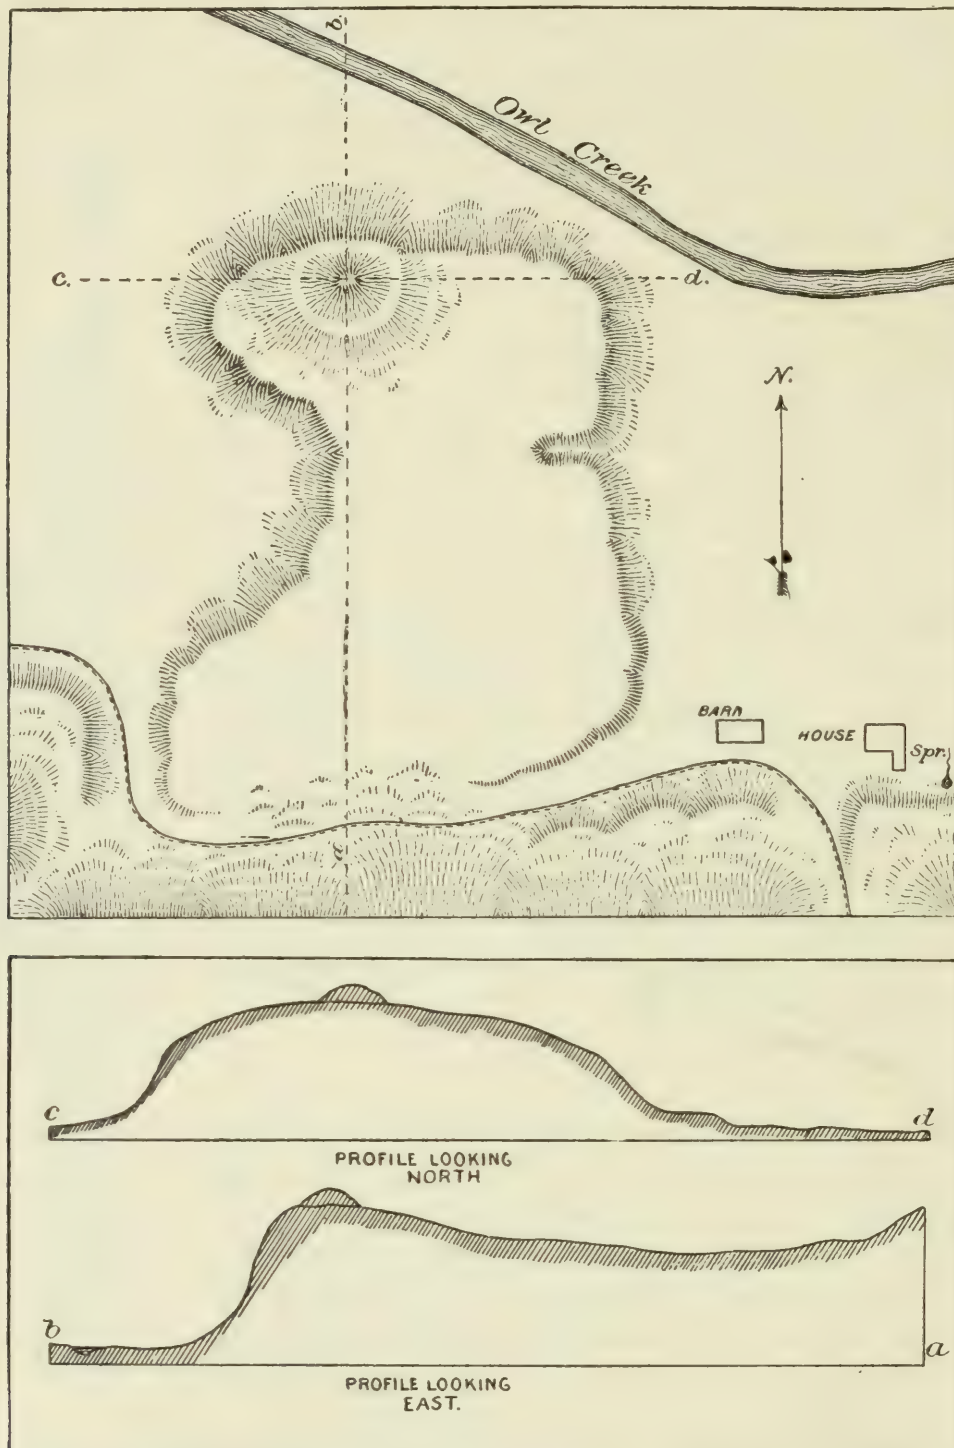 b.
Owl Creek
c.
d.
N.
BARN
HOUSE
Spr.
a
c
d
PROFILE LOOKING
NORTH
b
a
PROFILE LOOKING
EAST.